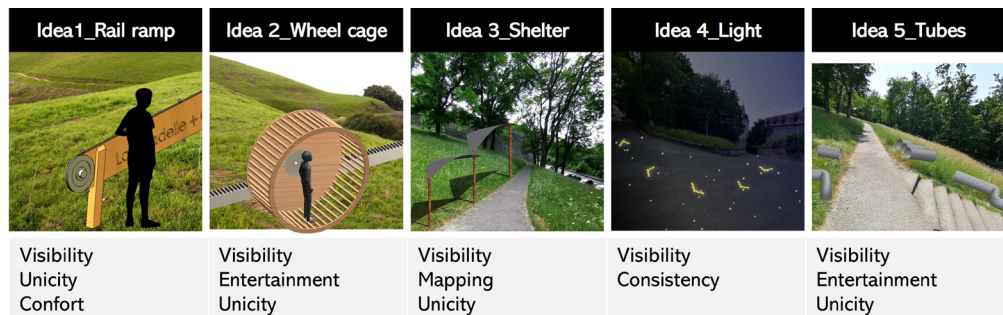 Idea1_Rail ramp
Idea 2_Wheel cage
Idea 3_Shelter
Idea 4_Light
Idea 5_Tubes
Visibility
Unicity
Confort
Visibility
Entertainment
Unicity
Visibility
Mapping
Unicity
Visibility
Consistency
Visibility
Entertainment
Unicity